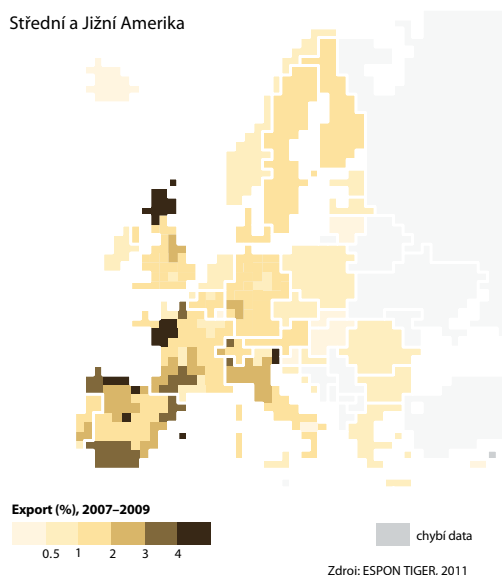 Střední a Jižní Amerika
Export (%), 2007–2009
0.5 1 2 3 4
chybí data
Zdroj: ESPON TIGER, 2011